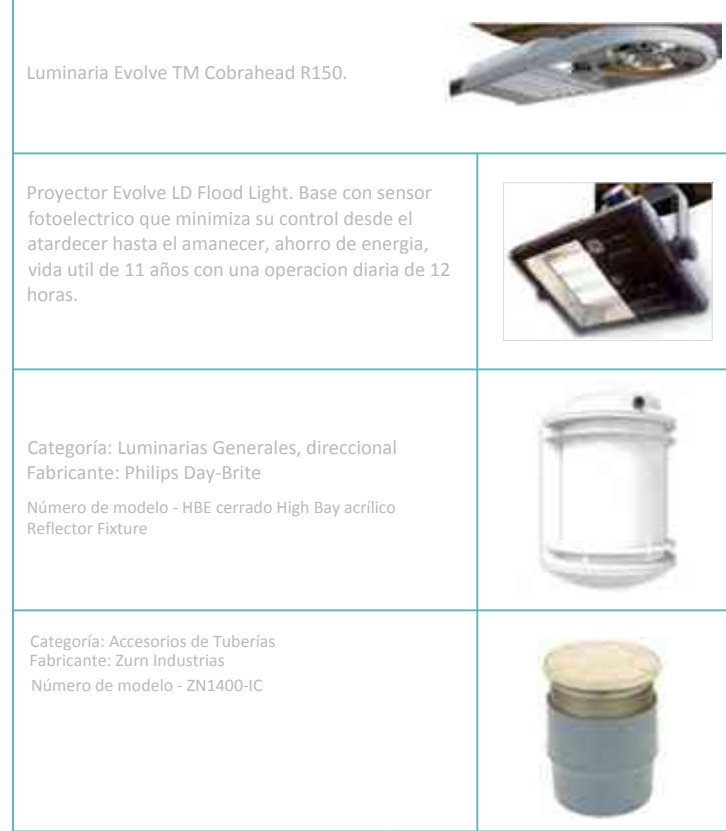 Luminaria Evolve TM Cobrahead R150.
Proyector Evolve LD Flood Light. Base con sensor
fotoelectrico que minimiza su control desde el
atardecer hasta el amanecer, ahorro de energia,
vida util de 11 años con una operacion diaria de 12
horas.
Categoría: Luminarias Generales, direccional
Fabricante: Philips Day-Brite
Número de modelo - HBE cerrado High Bay acrílico
Reflector Fixture
Categoría: Accesorios de Tuberías
Fabricante: Zurn Industrias
Número de modelo - ZN1400-IC